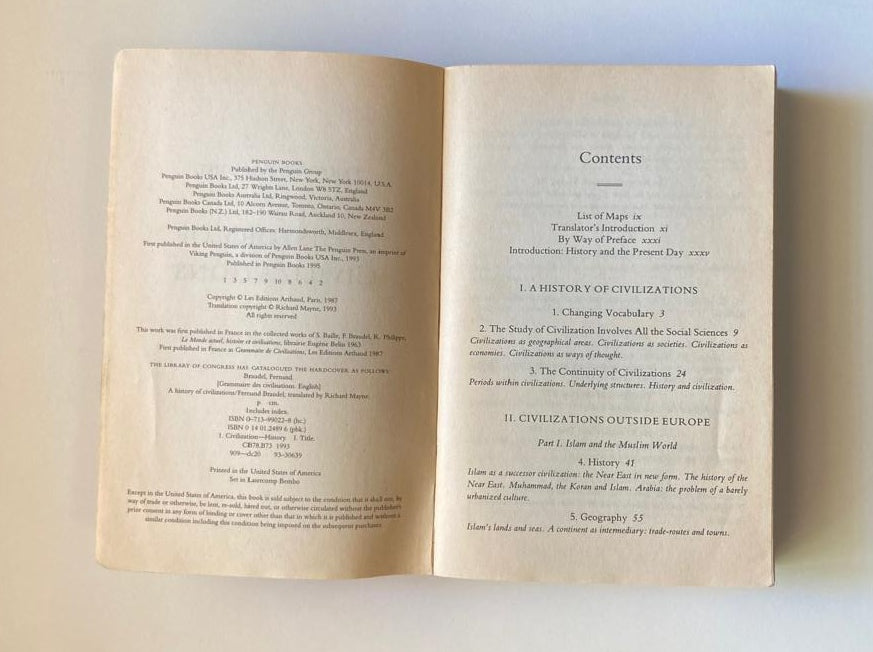 PENGUIN BOOKS
Published by the Penguin Group
Penguin Books USA Inc., 375 Hudson Street, New York, New York 10014, U.S.A.
Penguin Books Ltd, 27 Wrights Lane, London W8 5TZ, England
Penguin Books Australia Ltd, Ringwood, Victoria, Australia
Penguin Books Canada Ltd, 10 Alcorn Avenue, Toronto, Ontario, Canada M4V 3B2
Penguin Books (N.Z.) Ltd, 182–190 Wairau Road, Auckland 10, New Zealand
Penguin Books Ltd, Registered Offices: Harmondsworth, Middlesex, England
First published in the United States of America by Allen Lane The Penguin Press, an imprint of
Viking Penguin, a division of Penguin Books USA Inc., 1993
Published in Penguin Books 1995
1 3 5 7 9 10 8 6 4 2
Copyright © Les Editions Arthaud, Paris, 1987
Translation copyright © Richard Mayne, 1993
All rights reserved
This work was first published in France in the collected works of S. Baille, F. Braudel, R. Philippe,
Le Monde actuel, histoire et civilisations, librairie Eugène Belin 1963
First published in France as Grammaire de Civilisations, Les Editions Arthaud 1987
THE LIBRARY OF CONGRESS HAS CATALOGUED THE HARDCOVER AS FOLLOWS:
Braudel, Fernand.
[Grammaire des civilisations. English]
A history of civilizations/Fernand Braudel; translated by Richard Mayne.
p. cm.
Includes index.
ISBN 0-713-99022-8 (hc.)
ISBN 0 14 01.2489 6 (pbk.)
1. Civilization—History. I. Title.
CB78.B73 1993
909—dc20 93-30639
Printed in the United States of America
Set in Lasercomp Bembo
Except in the United States of America, this book is sold subject to the condition that it shall not, by
way of trade or otherwise, be lent, re-sold, hired out, or otherwise circulated without the publisher's
prior consent in any form of binding or cover other than that in which it is published and without a
similar condition including this condition being imposed on the subsequent purchaser.
Contents
List of Maps ix
Translator's Introduction xi
By Way of Preface xxxi
Introduction: History and the Present Day xxxv
I. A HISTORY OF CIVILIZATIONS
1. Changing Vocabulary 3
2. The Study of Civilization Involves All the Social Sciences 9
Civilizations as geographical areas. Civilizations as societies. Civilizations as
economies. Civilizations as ways of thought.
3. The Continuity of Civilizations 24
Periods within civilizations. Underlying structures. History and civilization.
II. CIVILIZATIONS OUTSIDE EUROPE
Part I. Islam and the Muslim World
4. History 41
Islam as a successor civilization: the Near East in new form. The history of the
Near East. Muhammad, the Koran and Islam. Arabia: the problem of a barely
urbanized culture.
5. Geography 55
Islam's lands and seas. A continent as intermediary: trade-routes and towns.